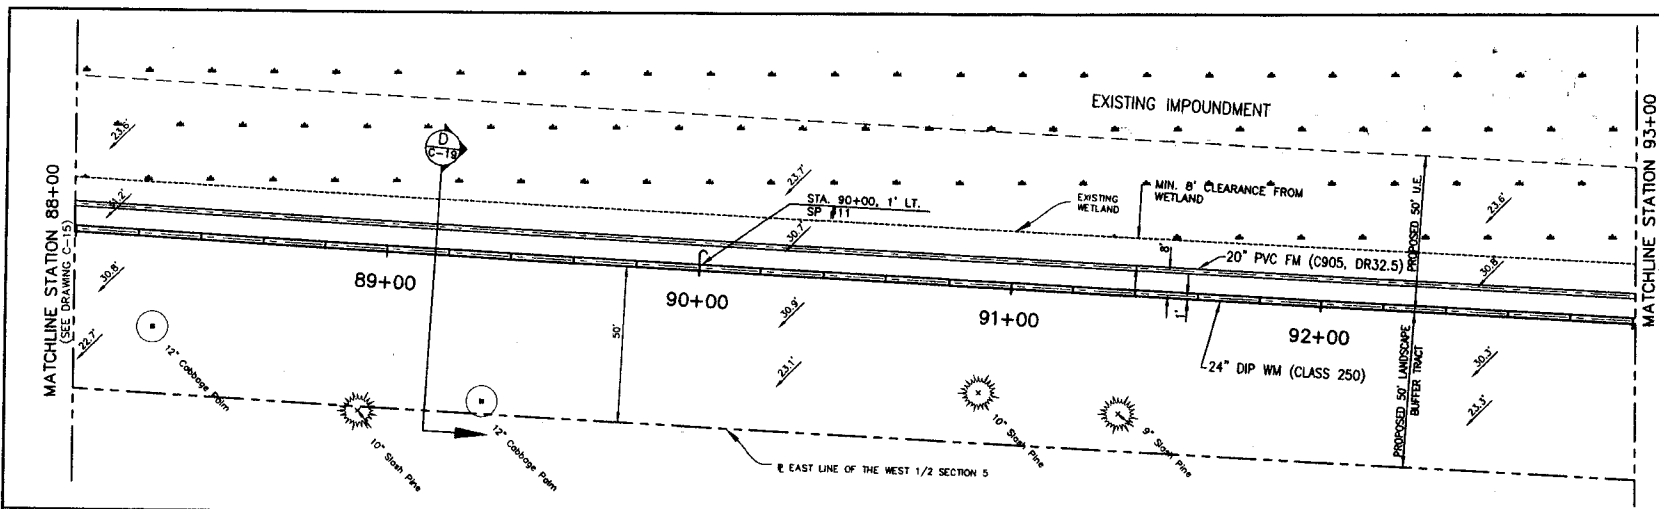 MATCHLINE STATION 88+00
(SEE DRAWING C-15)
23.6'
30.8'
22.7'
12" Cabbage Palm
10" Slash Pine
D
C-19
12" Cabbage Palm
89+00
50'
STA. 90+00, 1' LT.
SP #11
90+00
23.7'
30.7'
30.9'
23.1'
℄ EAST LINE OF THE WEST 1/2 SECTION 5
EXISTING IMPOUNDMENT
EXISTING
WETLAND
MIN. 8' CLEARANCE FROM
WETLAND
8'
20" PVC FM (C905, DR32.5)
91+00
92+00
24" DIP WM (CLASS 250)
10" Slash Pine
9" Slash Pine
PROPOSED 50' U.E.
PROPOSED 50' LANDSCAPE
BUFFER TRACT
23.6'
30.8'
30.3'
23.3'
MATCHLINE STATION 93+00